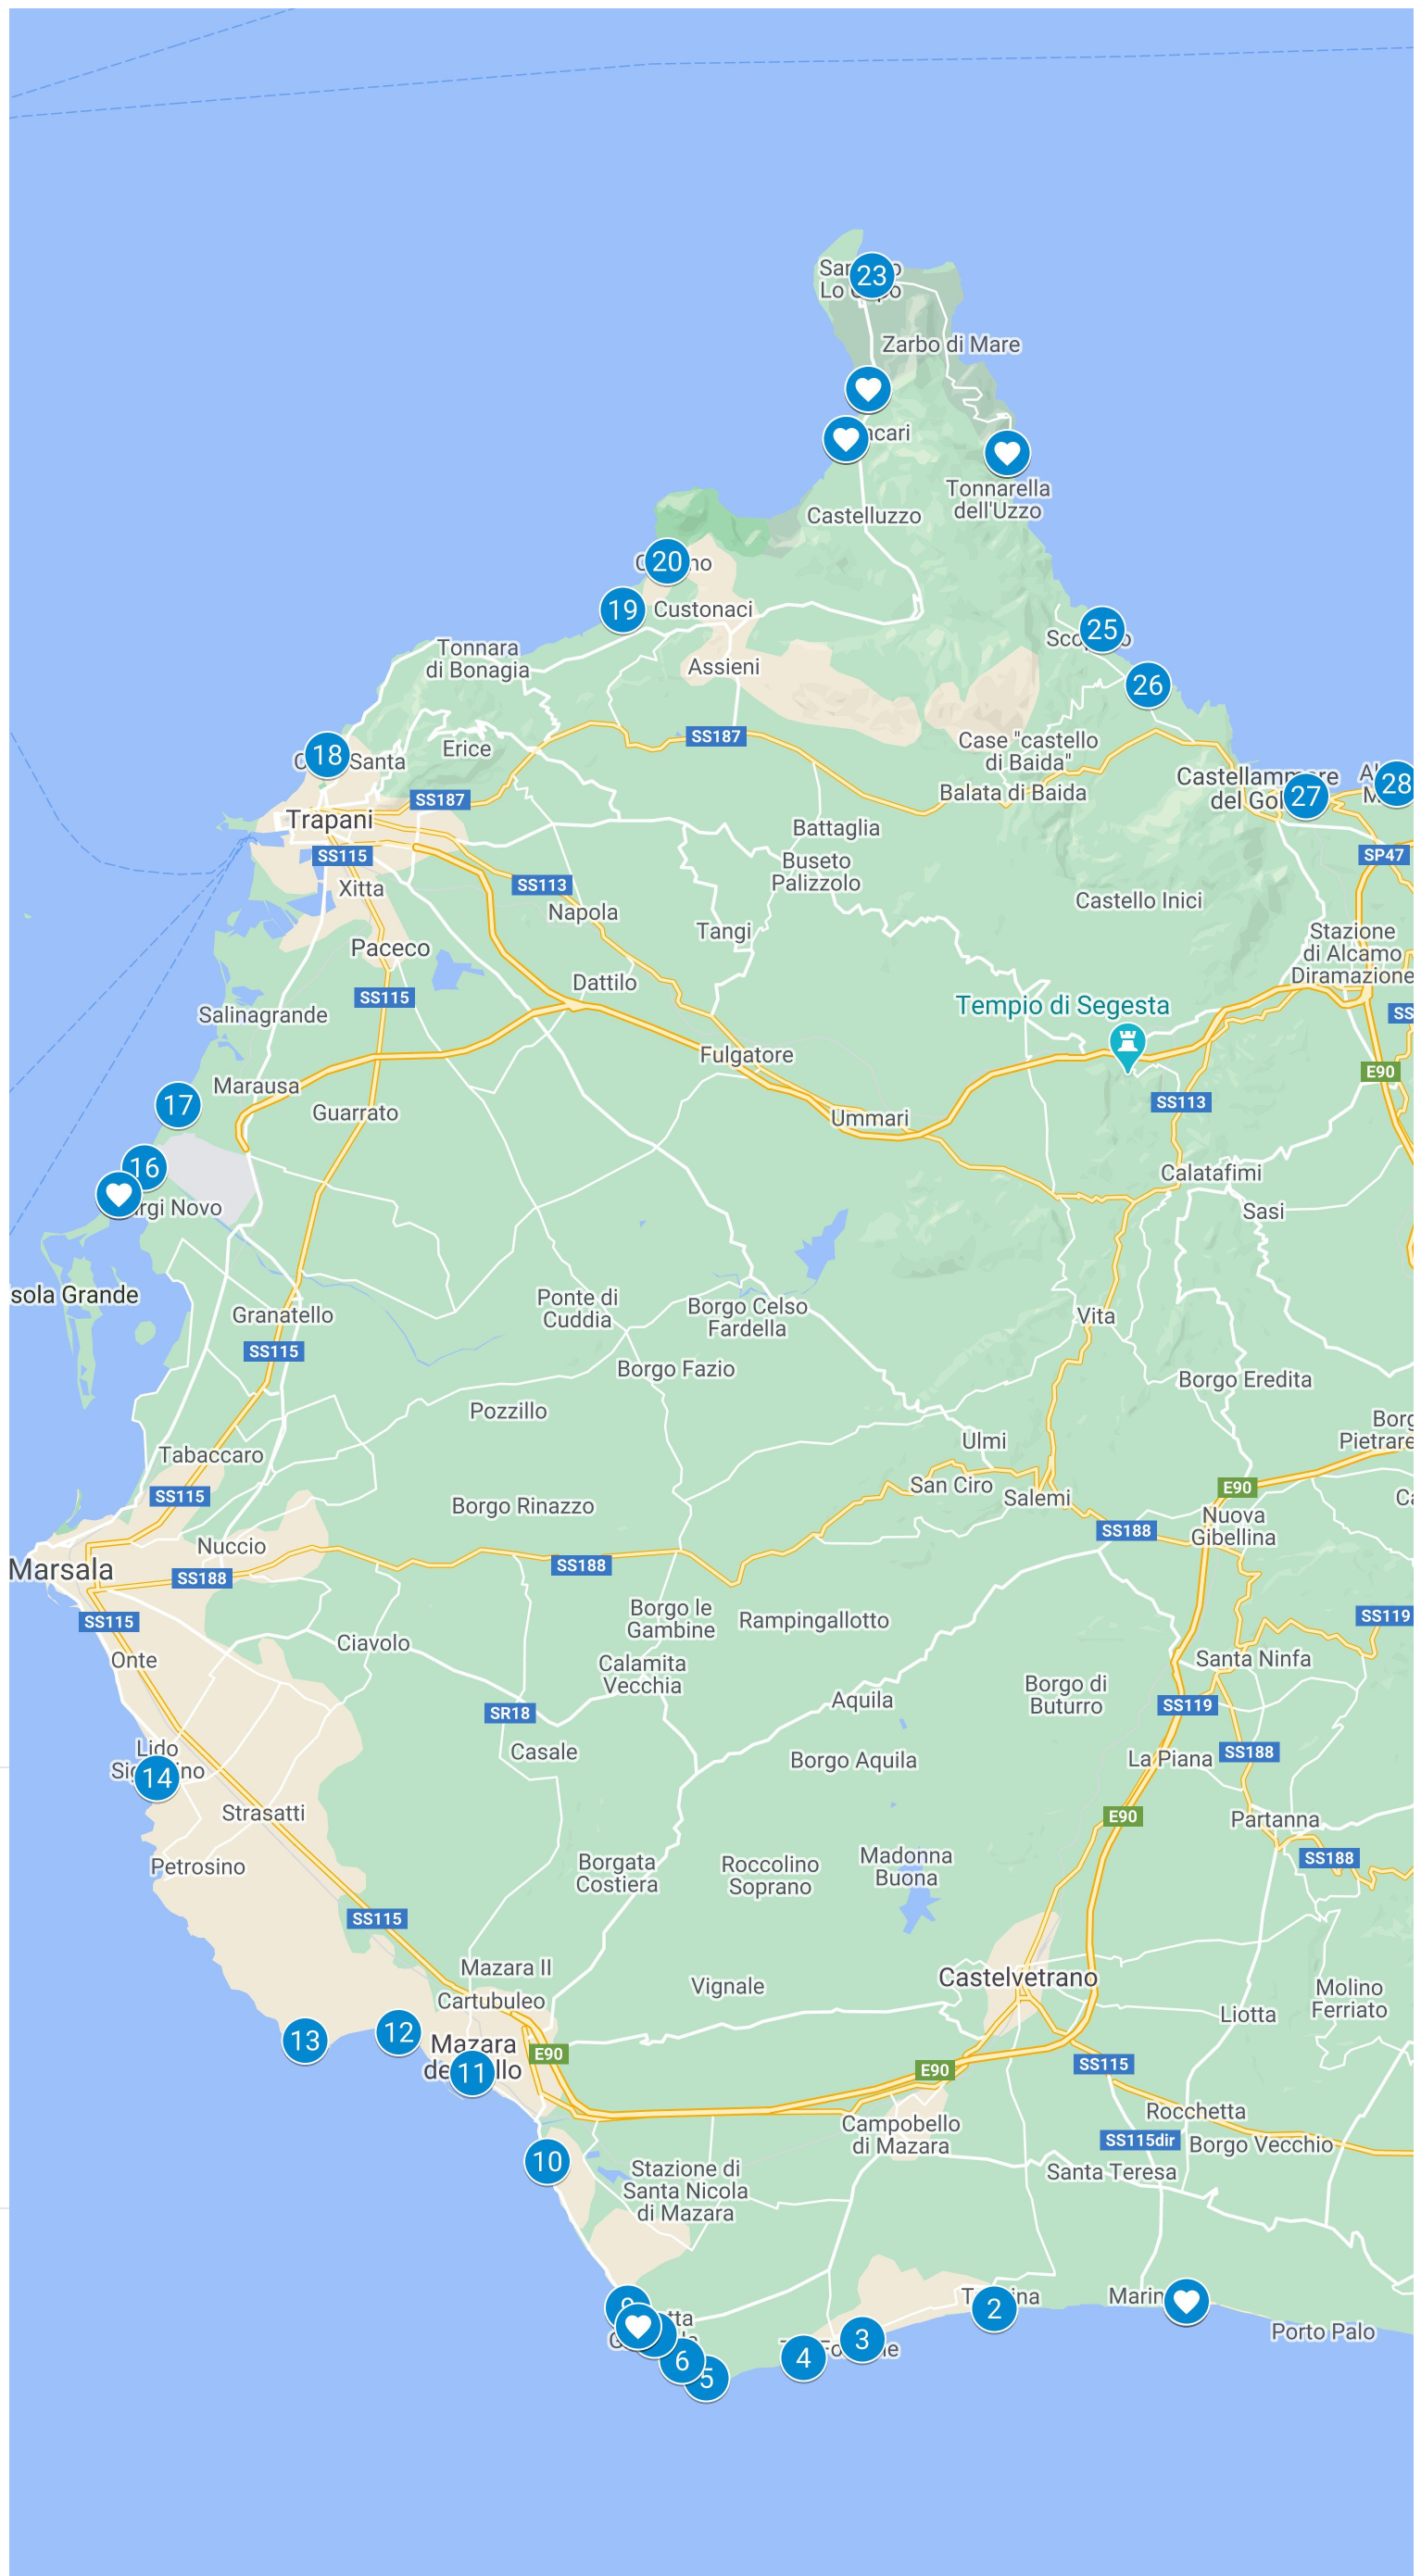 23
Zarbo di Mare
Tonnarella
dell'Uzzo
Castelluzzo
20
19
Custonaci
Tonnara
di Bonagia
Assieni
25
26
SS187
18
Erice
Case "castello
di Baida"
Castellammare
27
28
SS187
Balata di Baida
Trapani
Battaglia
SS115
SP47
Buseto
Palizzolo
Xitta
SS113
Castello Inici
Napola
Tangi
Stazione
di Alcamo
Diramazione
Paceco
Dattilo
SS115
Tempio di Segesta
Salinagrande
Fulgatore
E90
Marausa
17
Guarrato
SS113
Ummari
16
Calatafimi
Novo
Sasi
sola Grande
Ponte di
Cuddia
Borgo Celso
Fardella
Granatello
Vita
SS115
Borgo Fazio
Borgo Eredita
Pozzillo
Ulmi
Tabaccaro
San Ciro
Salemi
E90
SS115
Borgo Rinazzo
Nuova
Gibellina
SS188
Nuccio
Marsala
SS188
SS188
SS115
Borgo le
Gambine
Rampingallotto
SS119
Ciavolo
Onte
Calamita
Vecchia
Santa Ninfa
Borgo di
Buturro
Aquila
SS119
SR18
Lido
14
Casale
Borgo Aquila
La Piana
SS188
Strasatti
E90
Partanna
Petrosino
Borgata
Costiera
Roccolino
Soprano
Madonna
Buona
SS188
SS115
Mazara II
Castelvetrano
Cartubuleo
Vignale
Molino
Ferriato
Liotta
13
12
Mazara
11
E90
E90
SS115
Campobello
di Mazara
Rocchetta
SS115dir
Borgo Vecchio
10
Stazione di
Santa Nicola
di Mazara
Santa Teresa
9
2
Porto Palo
3
4
6
5